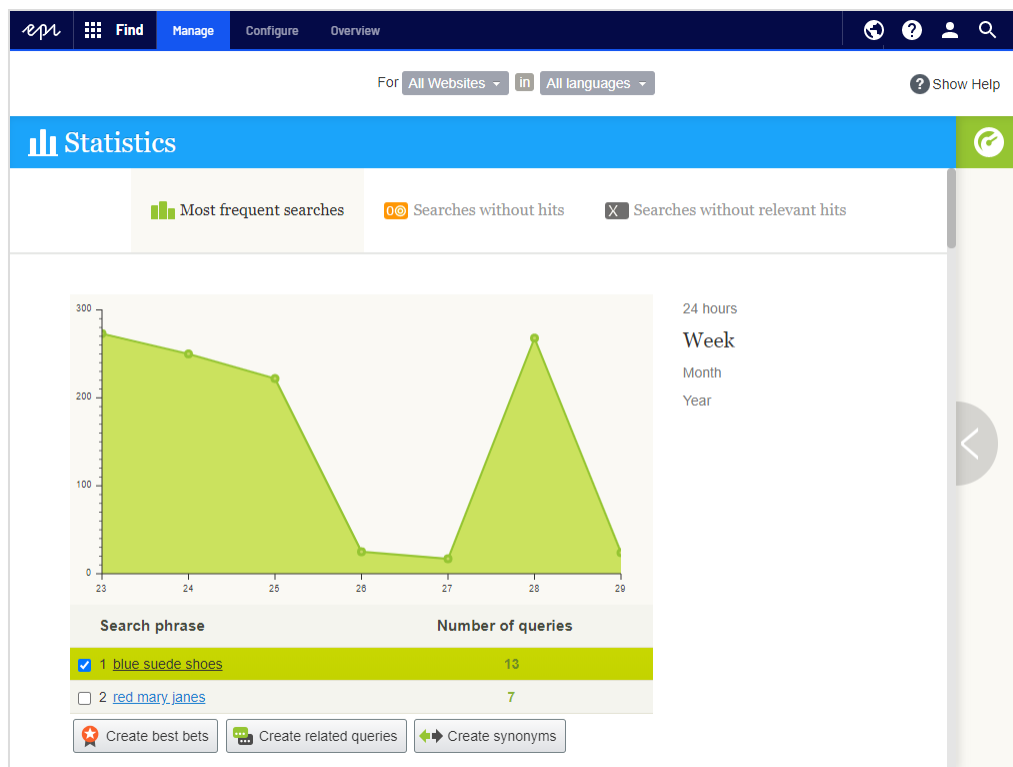 epi Find Manage Configure Overview ?
For All Websites in All languages ? Show Help
Statistics
Most frequent searches 00 Searches without hits X Searches without relevant hits
300
200
100
0
23 24 25 26 27 28 29
24 hours
Week
Month
Year
Search phrase Number of queries
1 blue suede shoes 13
2 red mary janes 7
Create best bets Create related queries Create synonyms